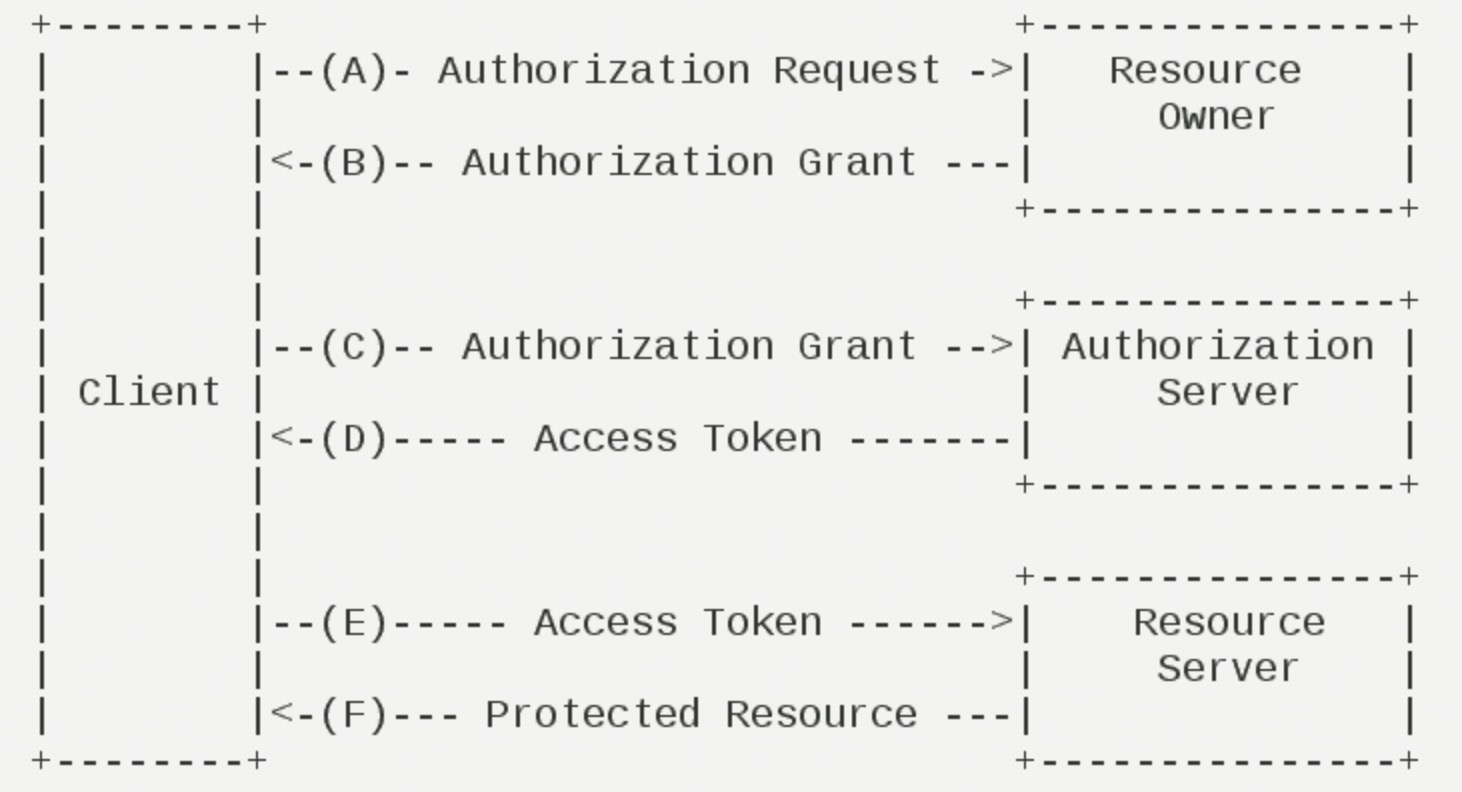 +--------+                               +---------------+
|        |--(A)- Authorization Request ->|   Resource    |
|        |                               |     Owner     |
|        |<-(B)-- Authorization Grant ---|               |
|        |                               +---------------+
|        |
|        |                               +---------------+
|        |--(C)-- Authorization Grant -->| Authorization |
| Client |                               |     Server    |
|        |<-(D)----- Access Token -------|               |
|        |                               +---------------+
|        |
|        |                               +---------------+
|        |--(E)----- Access Token ------>|    Resource   |
|        |                               |     Server    |
|        |<-(F)--- Protected Resource ---|               |
+--------+                               +---------------+